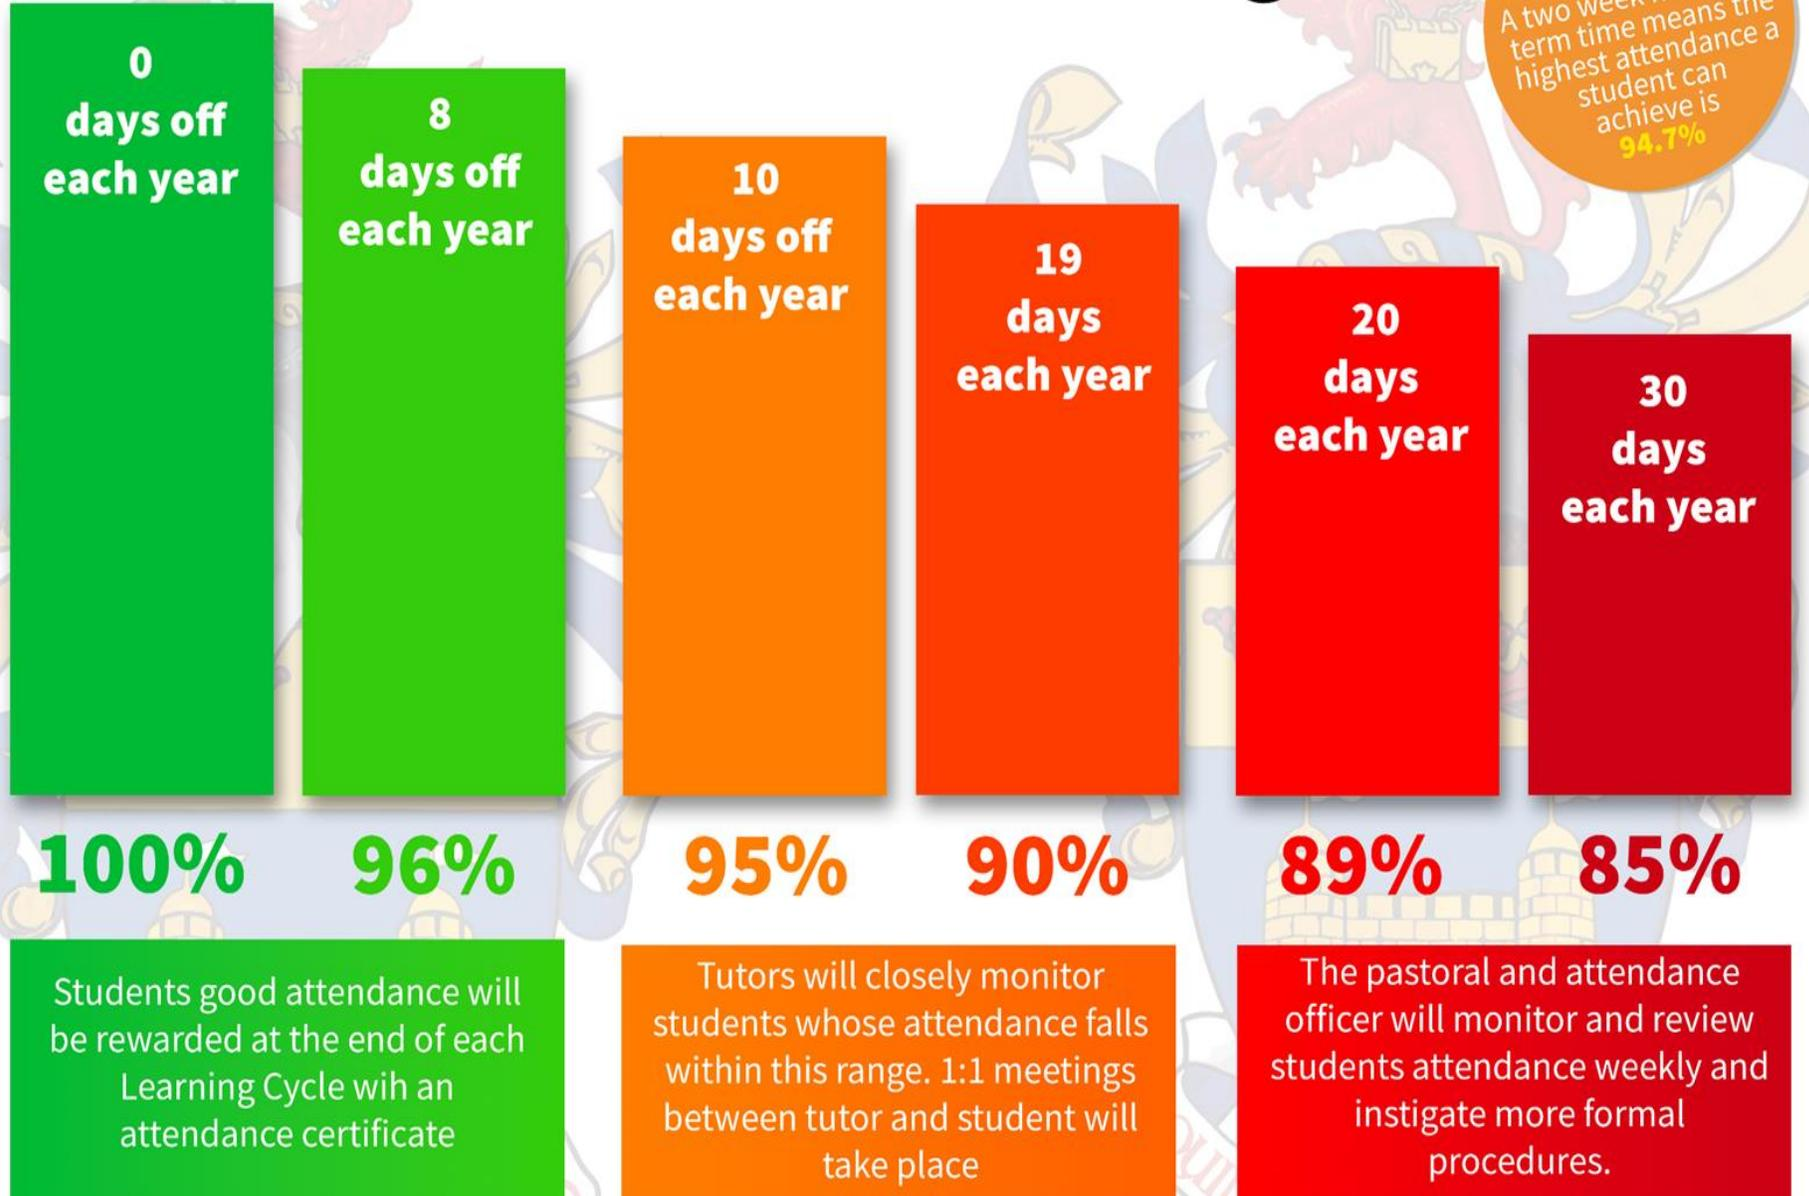 0
days off
each year
8
days off
each year
10
days off
each year
19
days
each year
20
days
each year
30
days
each year
A two week
term time means the
highest attendance a
student can
achieve is
94.7%
100%
96%
95%
90%
89%
85%
Students good attendance will
be rewarded at the end of each
Learning Cycle wih an
attendance certificate
Tutors will closely monitor
students whose attendance falls
within this range. 1:1 meetings
between tutor and student will
take place
The pastoral and attendance
officer will monitor and review
students attendance weekly and
instigate more formal
procedures.